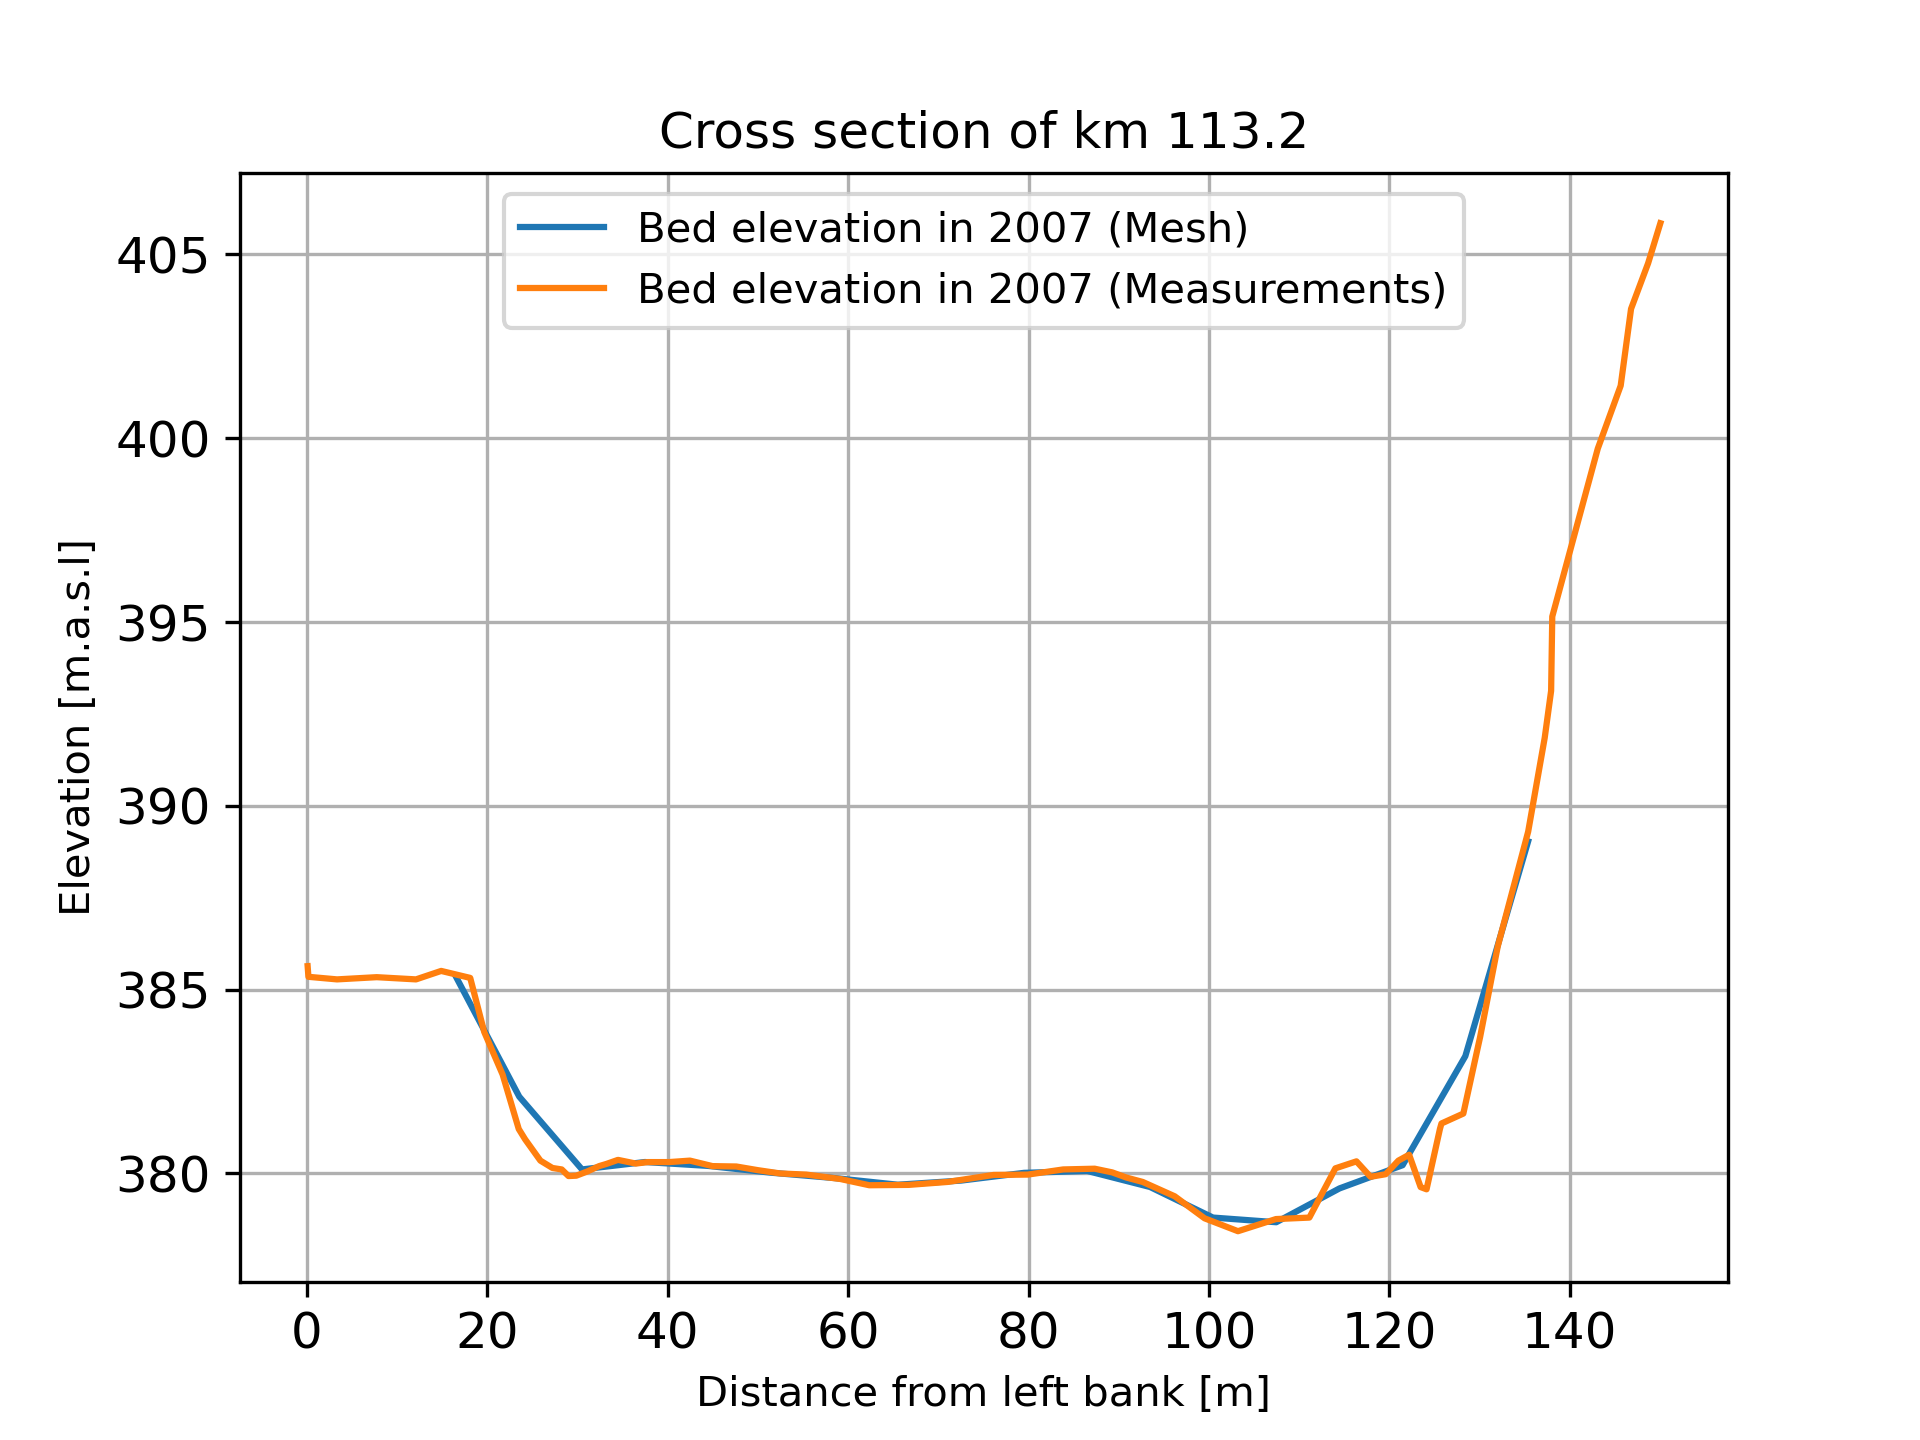 Cross section of km 113.2
Bed elevation in 2007 (Mesh)
Bed elevation in 2007 (Measurements)
Elevation [m.a.s.l]
405
400
395
390
385
380
0 20 40 60 80 100 120 140
Distance from left bank [m]